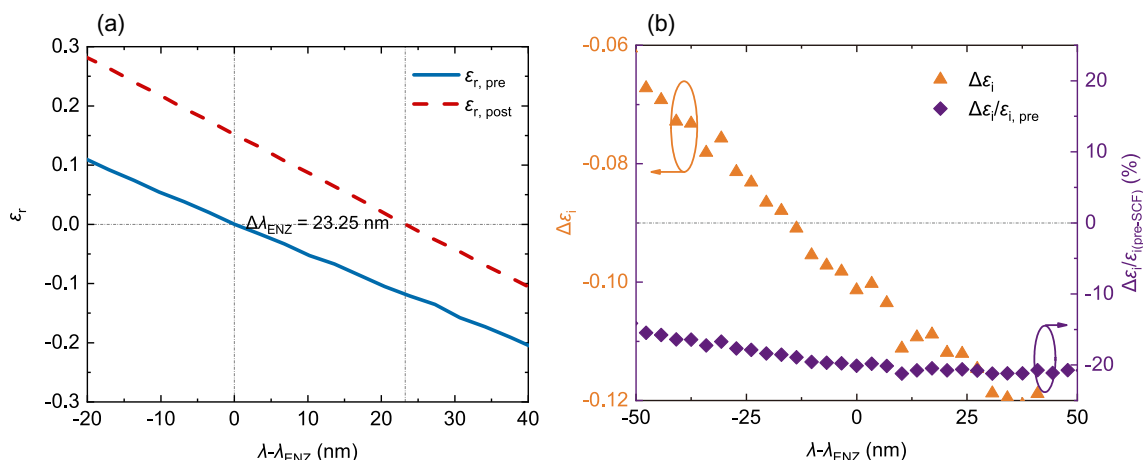 (a)
0.3
0.2
0.1
0.0
-0.1
-0.2
-0.3
εr
εr, pre
εr, post
ΔλENZ = 23.25 nm
-20
-10
0
10
20
30
40
λ-λENZ (nm)
(b)
-0.06
-0.08
-0.10
-0.12
Δεi
Δεi
Δεi/εi, pre
20
10
0
-10
-20
Δεi/εi(pre-SCF) (%)
-50
-25
0
25
50
λ-λENZ (nm)